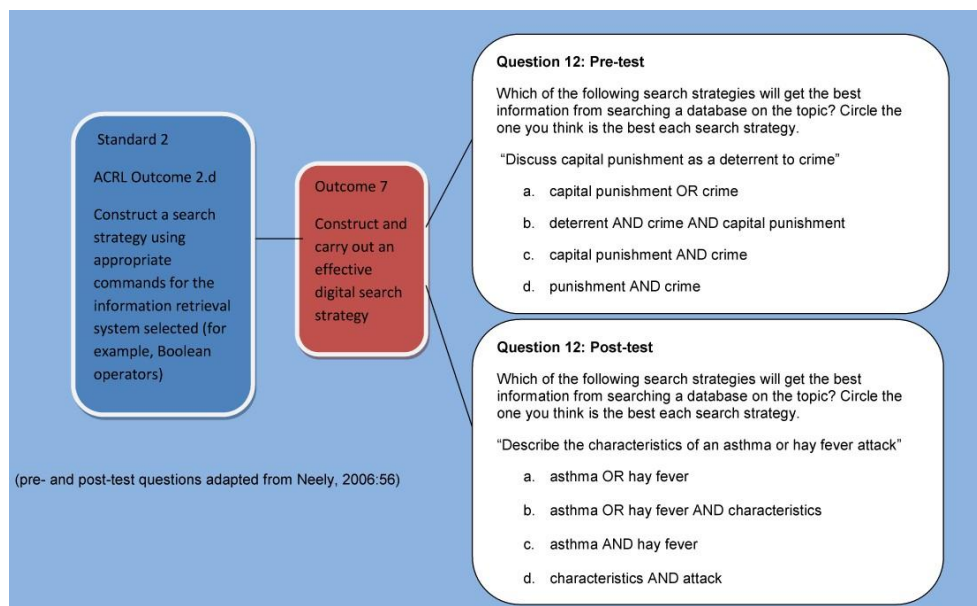 Standard 2
ACRL Outcome 2.d
Construct a search
strategy using
appropriate
commands for the
information retrieval
system selected (for
example, Boolean
operators)
Outcome 7
Construct and
carry out an
effective
digital search
strategy
Question 12: Pre-test
Which of the following search strategies will get the best
information from searching a database on the topic? Circle the
one you think is the best each search strategy.
“Discuss capital punishment as a deterrent to crime”
a. capital punishment OR crime
b. deterrent AND crime AND capital punishment
c. capital punishment AND crime
d. punishment AND crime
Question 12: Post-test
Which of the following search strategies will get the best
information from searching a database on the topic? Circle the
one you think is the best each search strategy.
“Describe the characteristics of an asthma or hay fever attack”
a. asthma OR hay fever
b. asthma OR hay fever AND characteristics
c. asthma AND hay fever
d. characteristics AND attack
(pre- and post-test questions adapted from Neely, 2006:56)